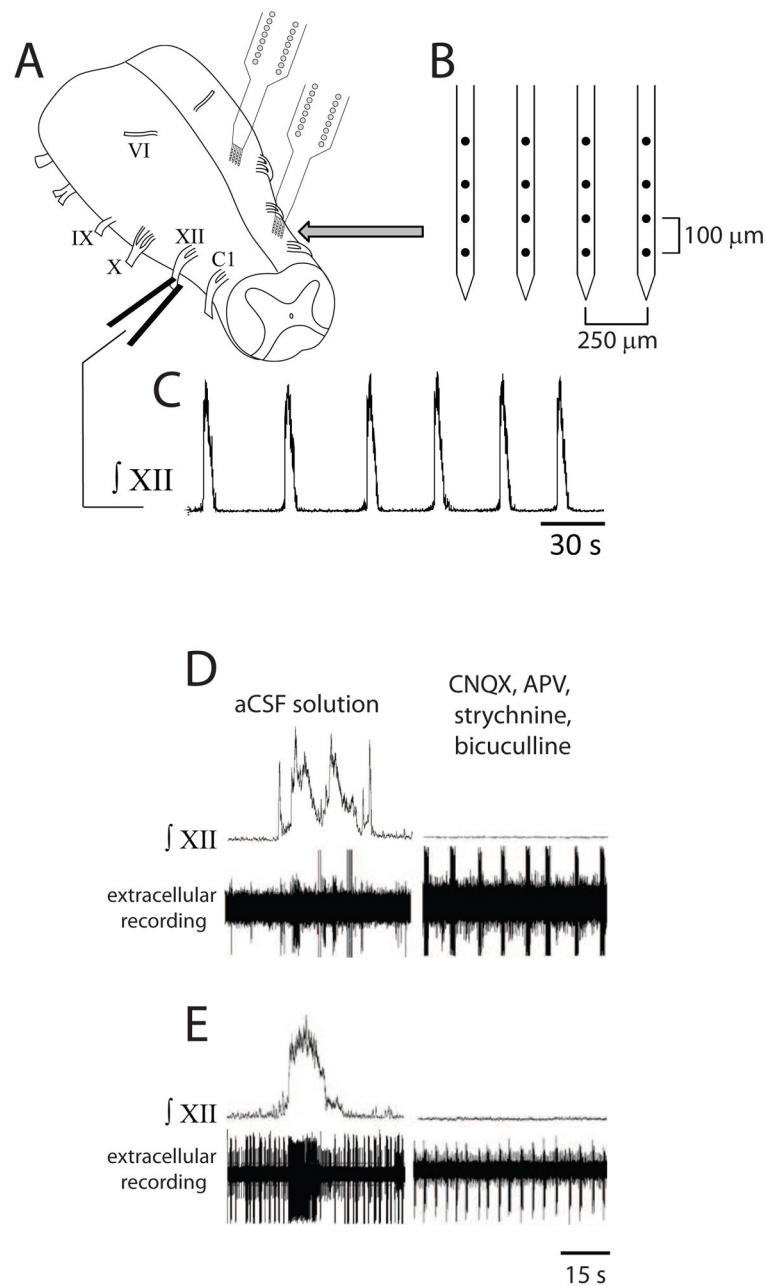 A
B
VI
IX
X
XII
C1
100 μm
250 μm
C
∫ XII
30 s
D
aCSF solution
CNQX, APV,
strychnine,
bicuculline
∫ XII
extracellular
recording
E
∫ XII
extracellular
recording
15 s